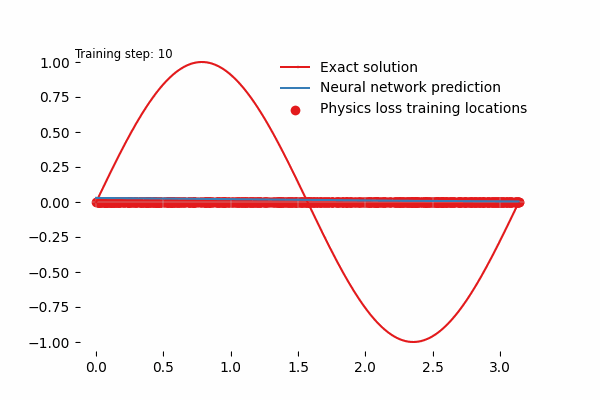 Training step: 10
Exact solution
Neural network prediction
Physics loss training locations
1.00
0.75
0.50
0.25
0.00
−0.25
−0.50
−0.75
−1.00
0.0 0.5 1.0 1.5 2.0 2.5 3.0